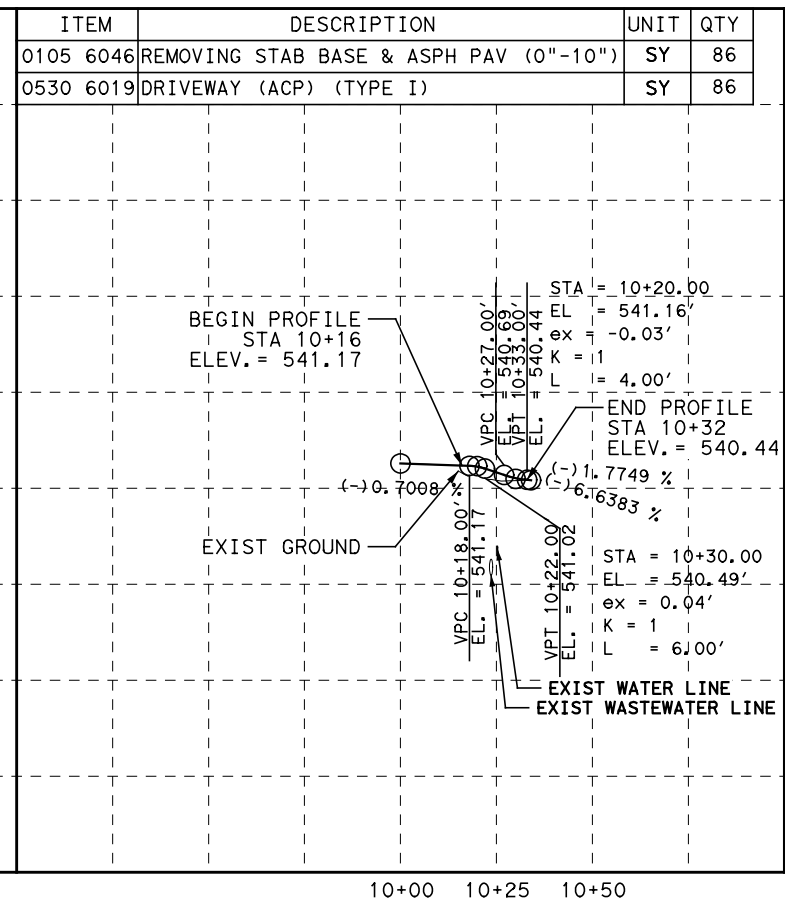 ITEM DESCRIPTION UNIT QTY
0105 6046 REMOVING STAB BASE & ASPH PAV (0"-10") SY 86
0530 6019 DRIVEWAY (ACP) (TYPE I) SY 86
STA = 10+20.00
EL = 541.16'
ex = -0.03'
K = 1
L = 4.00'
BEGIN PROFILE
STA 10+16
ELEV.= 541.17
VPC 10+27.00'
EL. = 540.69
VPT 10+33.00'
EL. = 540.44
END PROFILE
STA 10+32
ELEV.= 540.44
(-)0.7008 %
(-)1.7749 %
(-)6.6383 %
EXIST GROUND
VPC 10+18.00'
EL. = 541.17
VPT 10+22.00
EL. = 541.02
STA = 10+30.00
EL = 540.49'
ex = 0.04'
K = 1
L = 6.00'
EXIST WATER LINE
EXIST WASTEWATER LINE
10+00 10+25 10+50